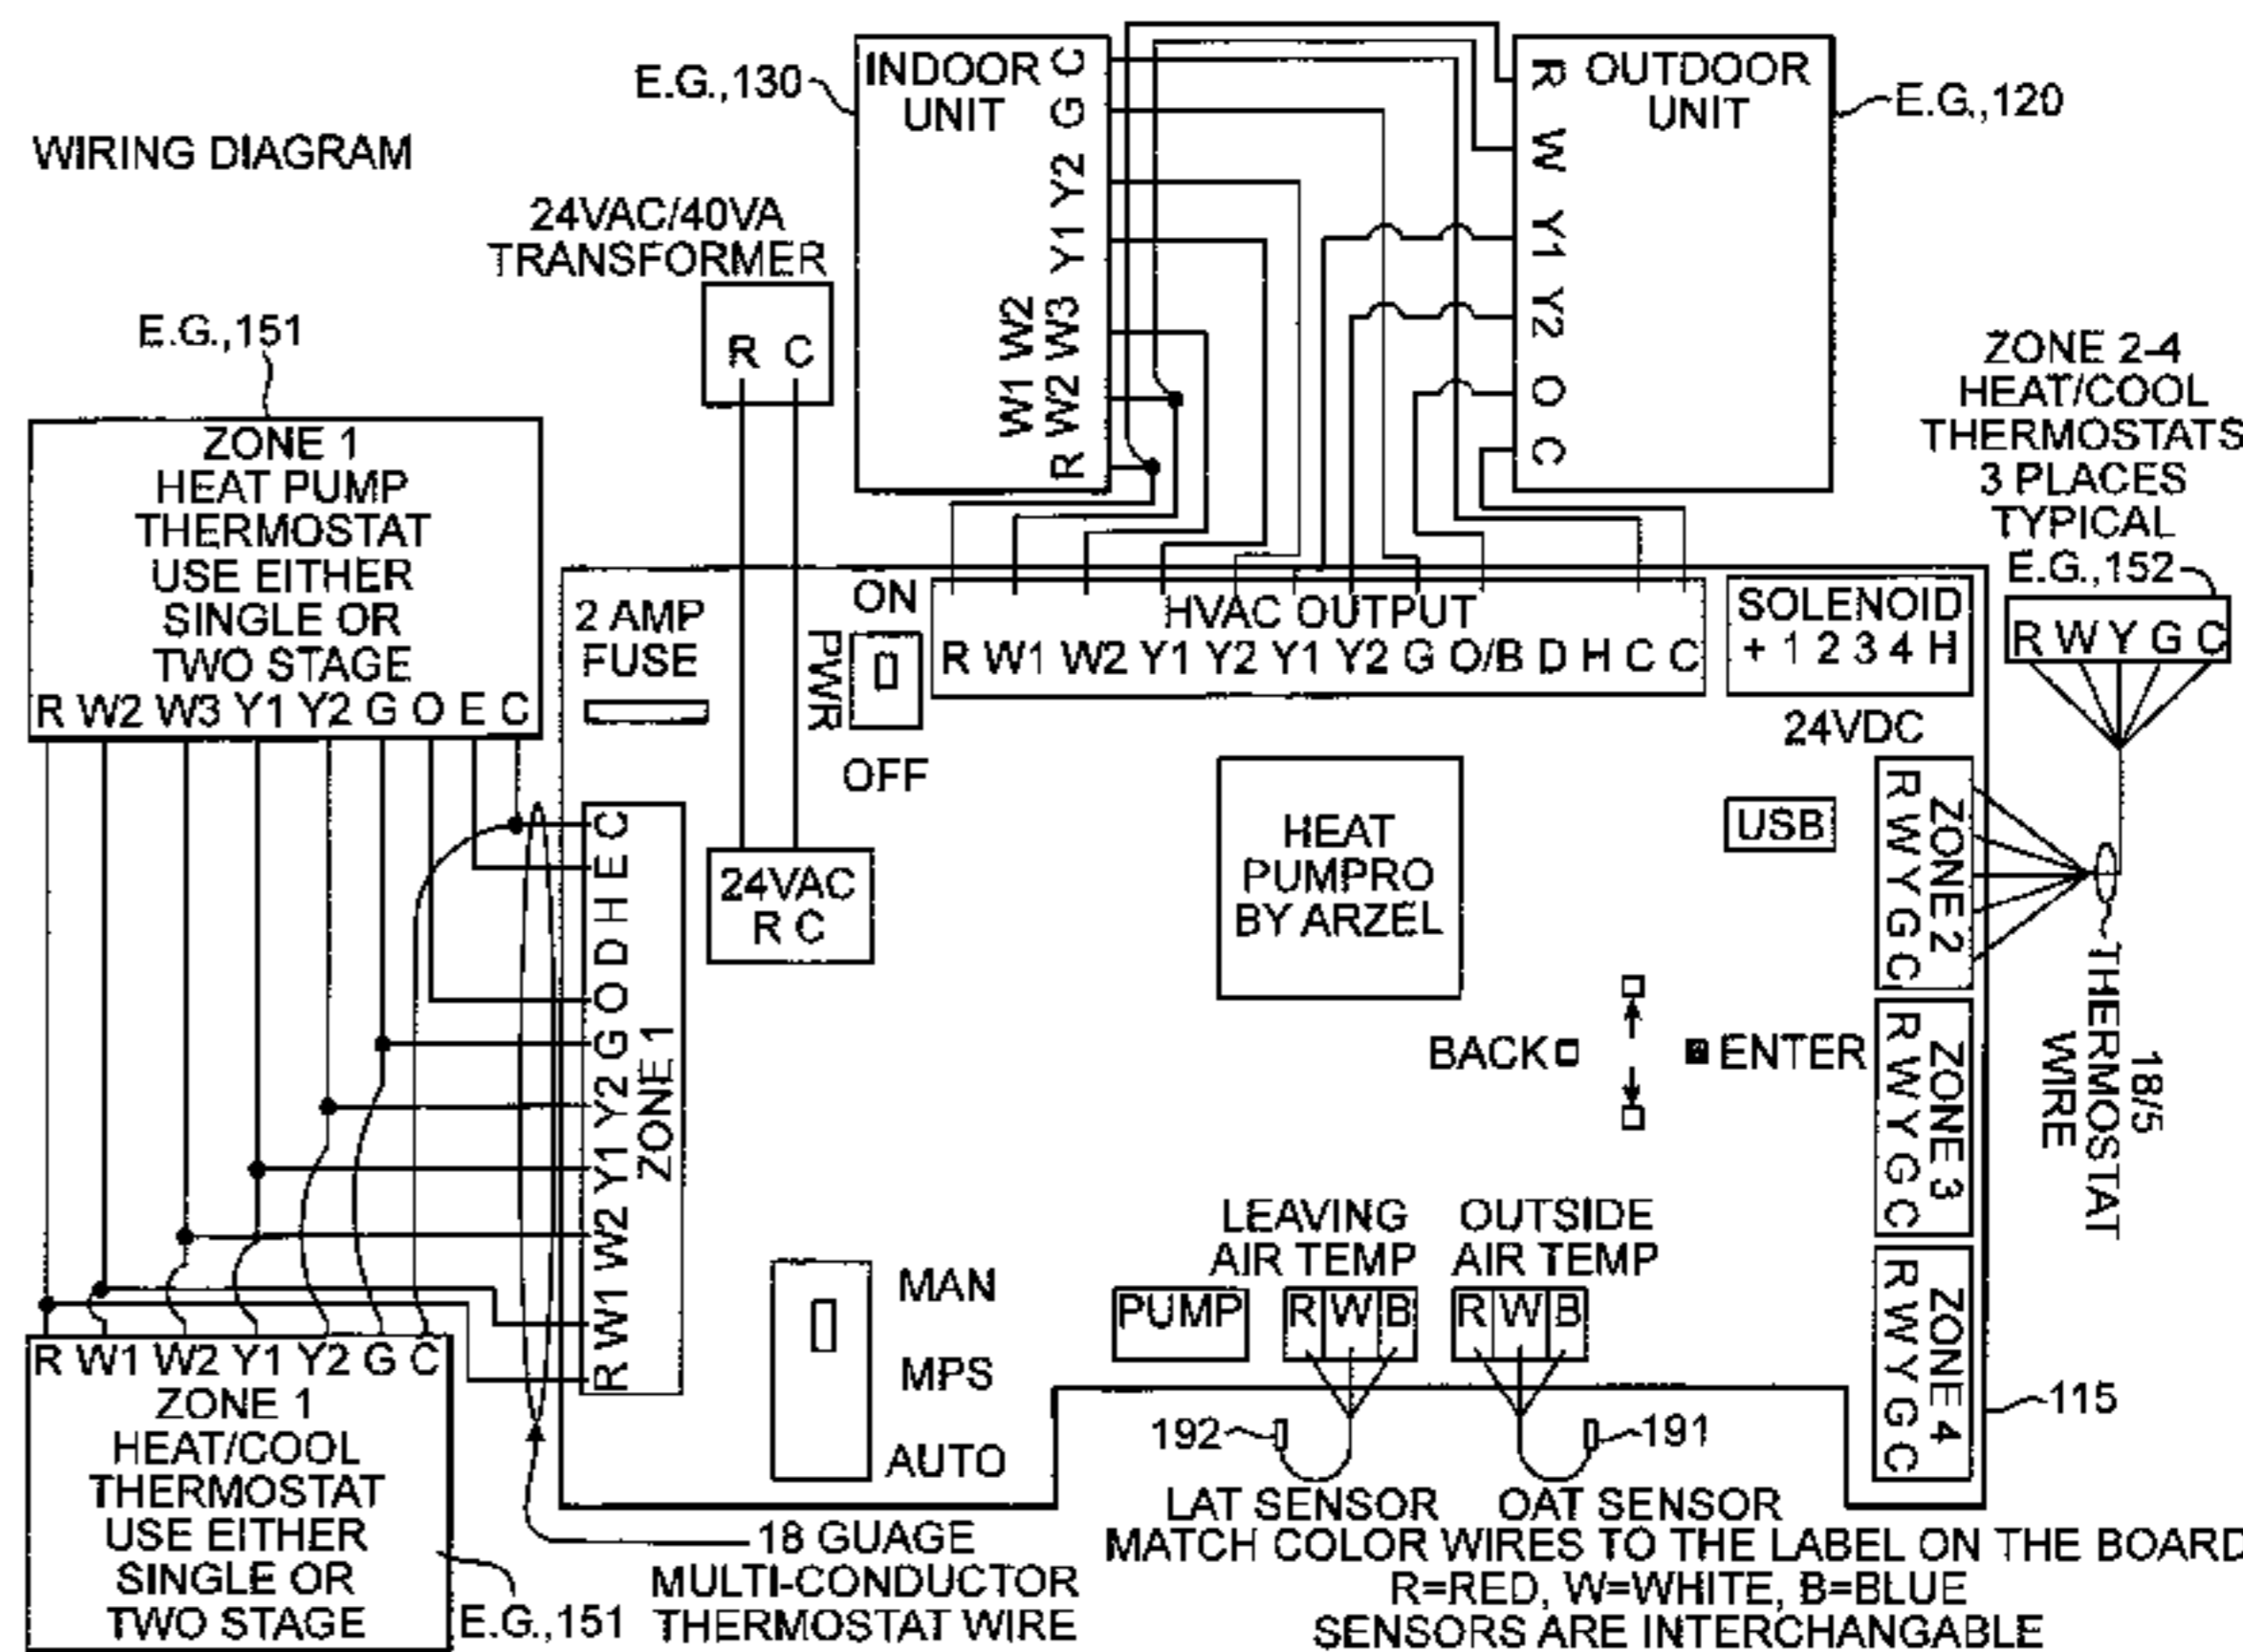 WIRING DIAGRAM
E.G.,130
INDOOR
UNIT
C
G
Y2
Y1
W2 W3
W1 W2
R
OUTDOOR
UNIT
R
W
Y1
Y2
O
C
E.G.,120
24VAC/40VA
TRANSFORMER
R C
E.G.,151
ZONE 1
HEAT PUMP
THERMOSTAT
USE EITHER
SINGLE OR
TWO STAGE
R W2 W3 Y1 Y2 G O E C
ZONE 2-4
HEAT/COOL
THERMOSTATS
3 PLACES
TYPICAL
E.G.,152
R W Y G C
2 AMP
FUSE
ON
PWR
OFF
HVAC OUTPUT
R W1 W2 Y1 Y2 Y1 Y2 G O/B D H C C
SOLENOID
+ 1 2 3 4 H
24VDC
USB
24VAC
R C
HEAT
PUMPRO
BY ARZEL
R W1 W2 Y1 Y2 G O D H E C
ZONE 1
BACK
ENTER
ZONE 2
R W Y G C
ZONE 3
R W Y G C
ZONE 4
R W Y G C
18/5
THERMOSTAT
WIRE
115
MAN
MPS
AUTO
LEAVING
AIR TEMP
OUTSIDE
AIR TEMP
PUMP
R W B
R W B
192
191
LAT SENSOR
OAT SENSOR
MATCH COLOR WIRES TO THE LABEL ON THE BOARD
R=RED, W=WHITE, B=BLUE
SENSORS ARE INTERCHANGABLE
R W1 W2 Y1 Y2 G C
ZONE 1
HEAT/COOL
THERMOSTAT
USE EITHER
SINGLE OR
TWO STAGE
E.G.,151
18 GUAGE
MULTI-CONDUCTOR
THERMOSTAT WIRE